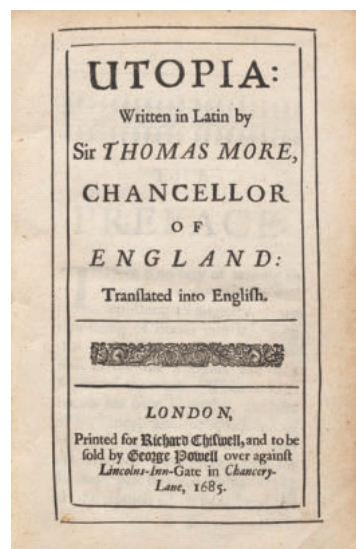 UTOPIA:
Written in Latin by
Sir THOMAS MORE,
CHANCELLOR
OF
ENGLAND:
Tranſlated into Engliſh.
LONDON,
Printed for Richard Chiſwell, and to be
ſold by George Powell over againſt
Lincolns-Inn-Gate in Chancery-
Lane, 1685.